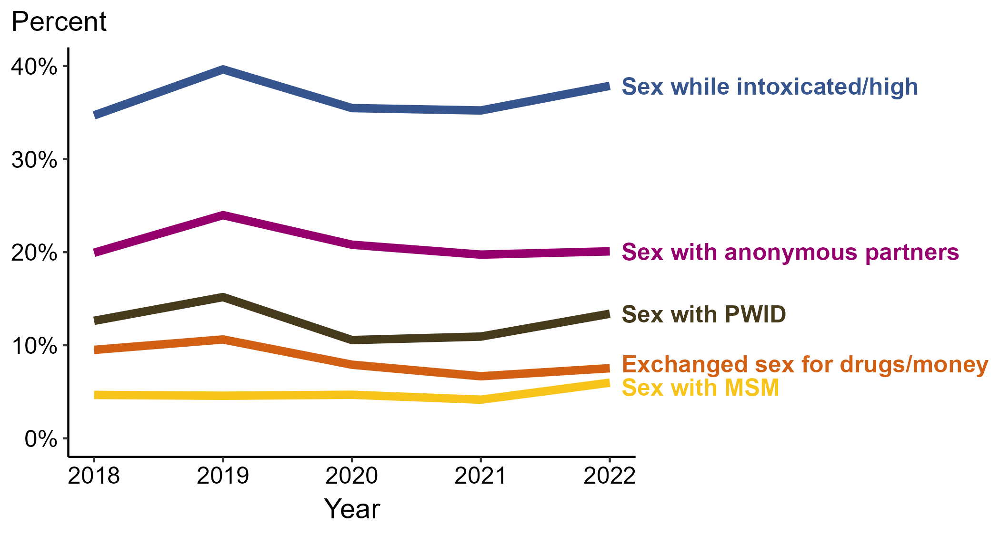 Percent
40%
30%
20%
10%
0%
Sex while intoxicated/high
Sex with anonymous partners
Sex with PWID
Exchanged sex for drugs/money
Sex with MSM
2018 2019 2020 2021 2022
Year